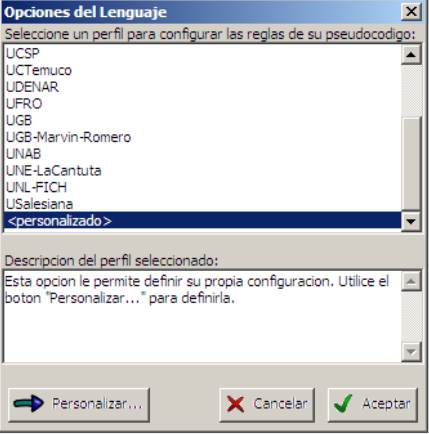 Opciones del Lenguaje
Seleccione un perfil para configurar las reglas de su pseudocodigo:
UCSP
UCTemuco
UDENAR
UFRO
UGB
UGB-Marvin-Romero
UNAB
UNE-LaCantuta
UNL-FICH
USalesiana
<personalizado>
Descripcion del perfil seleccionado:
Esta opcion le permite definir su propia configuracion. Utilice el
boton "Personalizar..." para definirla.
Personalizar...
Cancelar
Aceptar